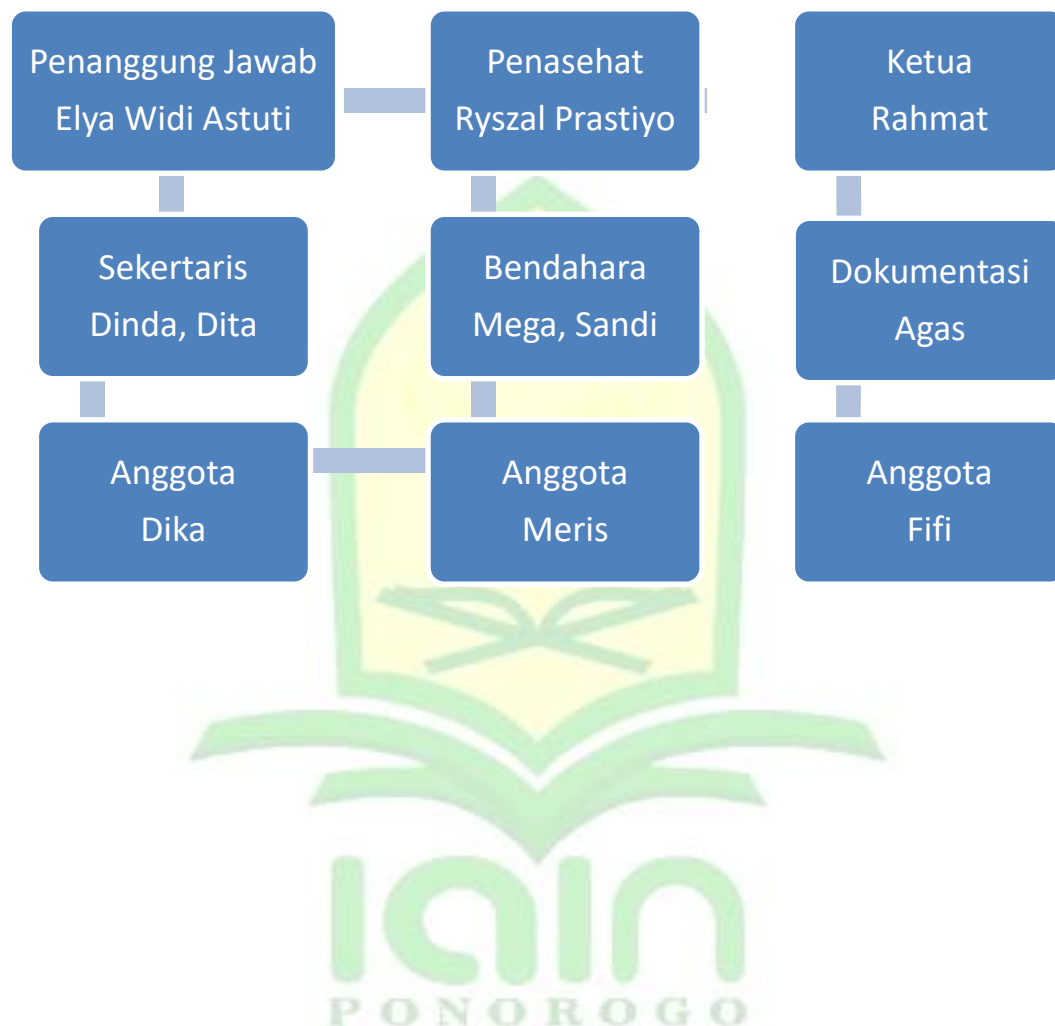 Penanggung Jawab
Elya Widi Astuti
Penasehat
Ryszal Prastiyo
Ketua
Rahmat
Sekertaris
Dinda, Dita
Bendahara
Mega, Sandi
Dokumentasi
Agas
Anggota
Dika
Anggota
Meris
Anggota
Fifi
iain
PONOROGO